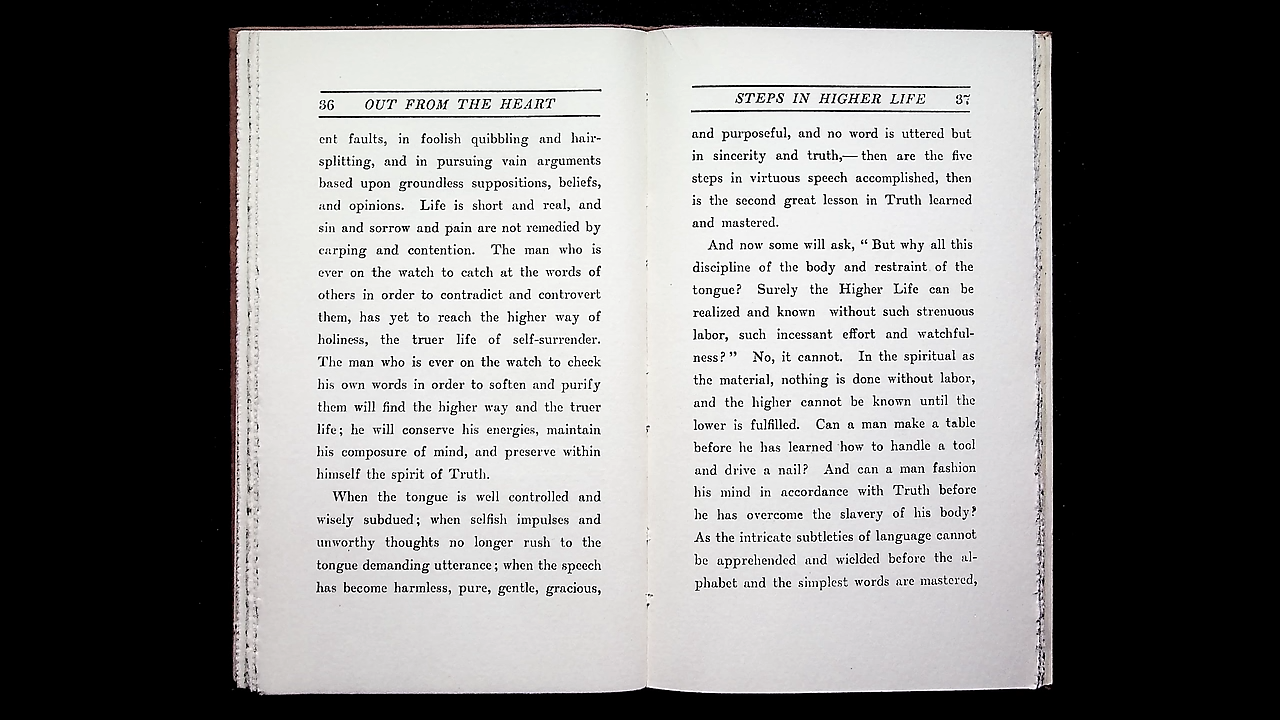 36 OUT FROM THE HEART
ent faults, in foolish quibbling and hair-
splitting, and in pursuing vain arguments
based upon groundless suppositions, beliefs,
and opinions. Life is short and real, and
sin and sorrow and pain are not remedied by
carping and contention. The man who is
ever on the watch to catch at the words of
others in order to contradict and controvert
them, has yet to reach the higher way of
holiness, the truer life of self-surrender.
The man who is ever on the watch to check
his own words in order to soften and purify
them will find the higher way and the truer
life; he will conserve his energies, maintain
his composure of mind, and preserve within
himself the spirit of Truth.
When the tongue is well controlled and
wisely subdued; when selfish impulses and
unworthy thoughts no longer rush to the
tongue demanding utterance; when the speech
has become harmless, pure, gentle, gracious,
STEPS IN HIGHER LIFE 37
and purposeful, and no word is uttered but
in sincerity and truth,—then are the five
steps in virtuous speech accomplished, then
is the second great lesson in Truth learned
and mastered.
And now some will ask, “But why all this
discipline of the body and restraint of the
tongue? Surely the Higher Life can be
realized and known without such strenuous
labor, such incessant effort and watchful-
ness?” No, it cannot. In the spiritual as
the material, nothing is done without labor,
and the higher cannot be known until the
lower is fulfilled. Can a man make a table
before he has learned how to handle a tool
and drive a nail? And can a man fashion
his mind in accordance with Truth before
he has overcome the slavery of his body?
As the intricate subtleties of language cannot
be apprehended and wielded before the al-
phabet and the simplest words are mastered,